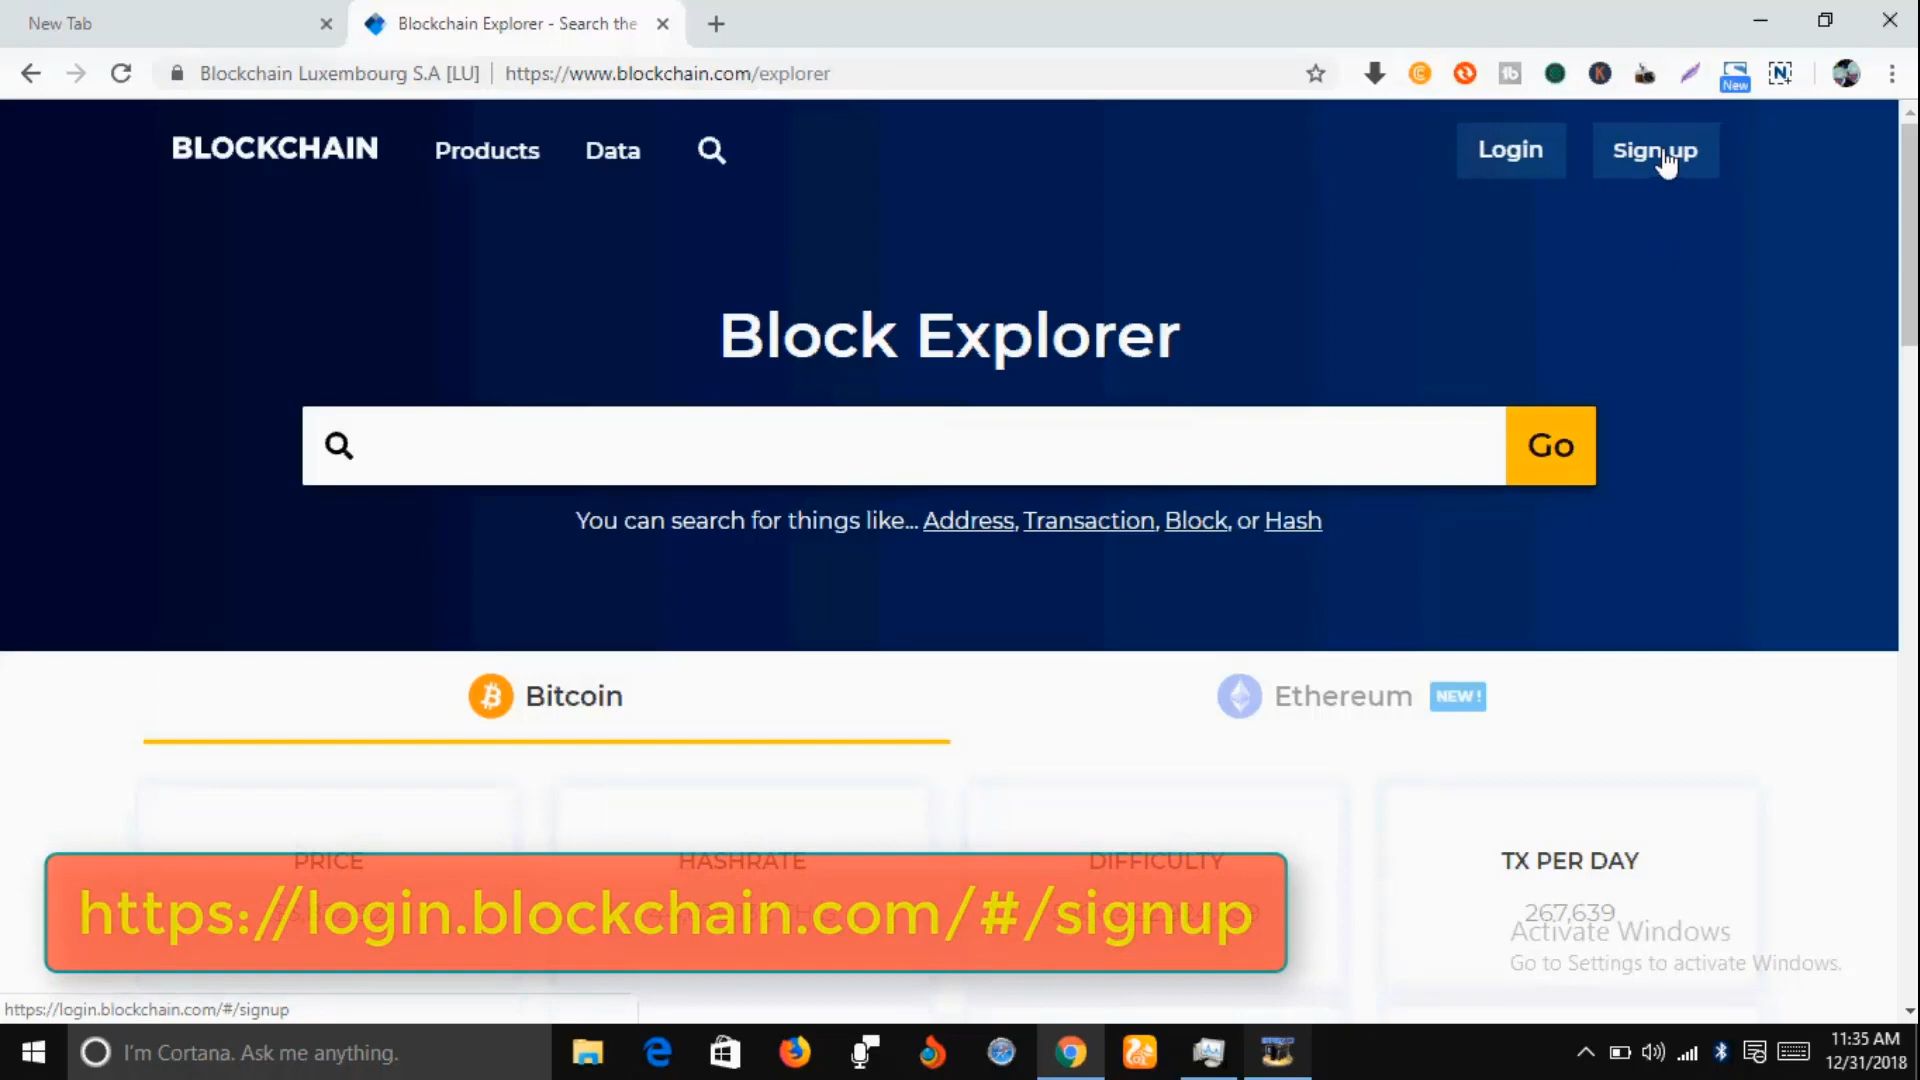 New Tab
Blockchain Explorer - Search the
Blockchain Luxembourg S.A [LU]
https://www.blockchain.com/explorer
New
BLOCKCHAIN
Products
Data
Login
Sign up
Block Explorer
Go
You can search for things like... Address, Transaction, Block, or Hash
Bitcoin
Ethereum
NEW!
PRICE
HASHRATE
DIFFICULTY
TX PER DAY
https://login.blockchain.com/#/signup
267,639
Activate Windows
Go to Settings to activate Windows.
https://login.blockchain.com/#/signup
I'm Cortana. Ask me anything.
11:35 AM
12/31/2018